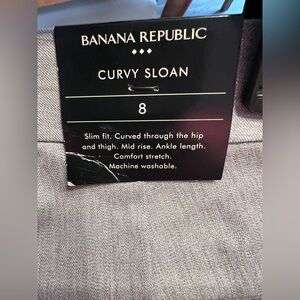 BANANA REPUBLIC
CURVY SLOAN
8
Slim fit. Curved through the hip
and thigh. Mid rise. Ankle length.
Comfort stretch.
Machine washable.